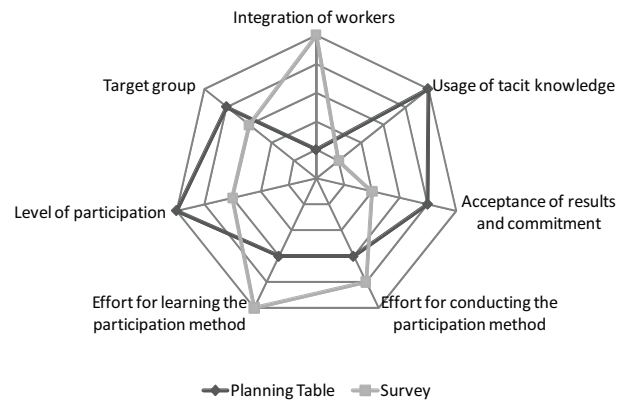 Integration of workers
Target group
Usage of tacit knowledge
Level of participation
Acceptance of results
and commitment
Effort for learning the
participation method
Effort for conducting the
participation method
Planning Table
Survey